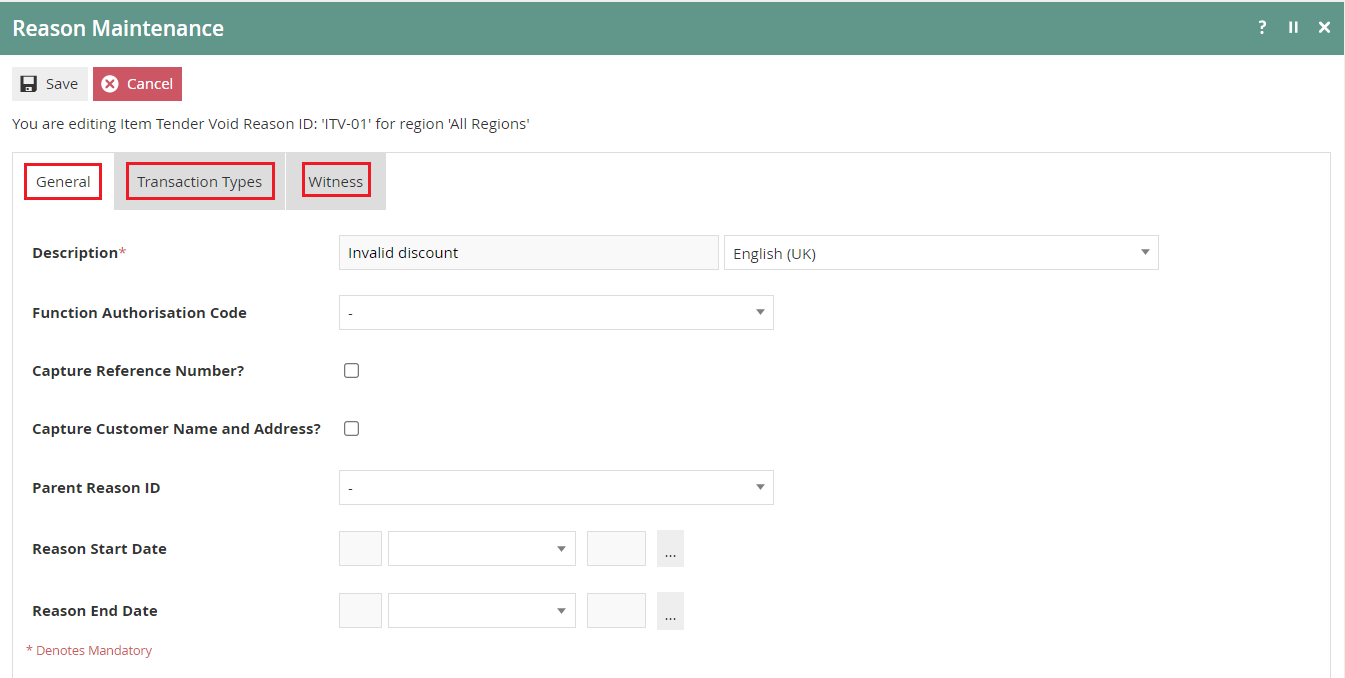 Reason Maintenance ? 
Save Cancel
You are editing Item Tender Void Reason ID: 'ITV-01' for region 'All Regions'
General Transaction Types Witness
Description* Invalid discount English (UK)
Function Authorisation Code -
Capture Reference Number?
Capture Customer Name and Address?
Parent Reason ID -
Reason Start Date ...
Reason End Date ...
* Denotes Mandatory